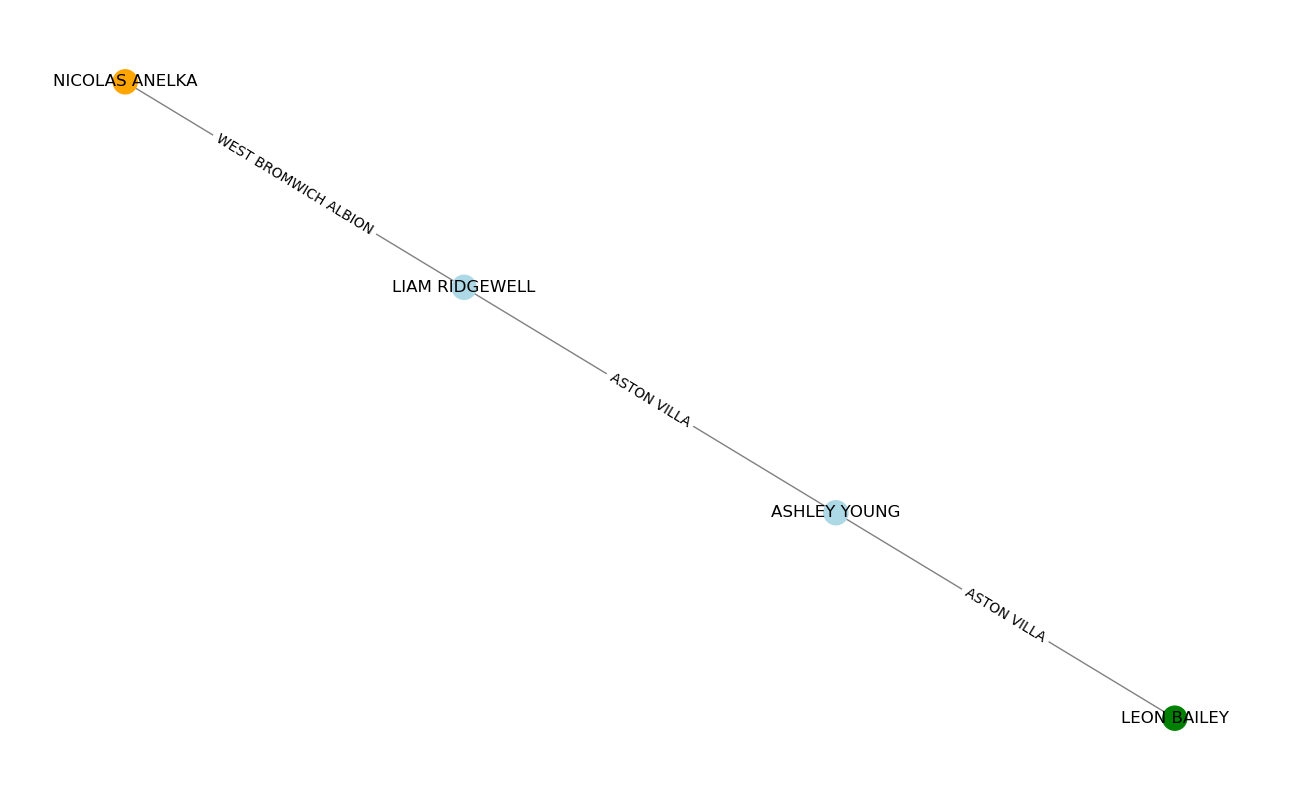 NICOLAS ANELKA
WEST BROMWICH ALBION
LIAM RIDGEWELL
ASTON VILLA
ASHLEY YOUNG
ASTON VILLA
LEON BAILEY